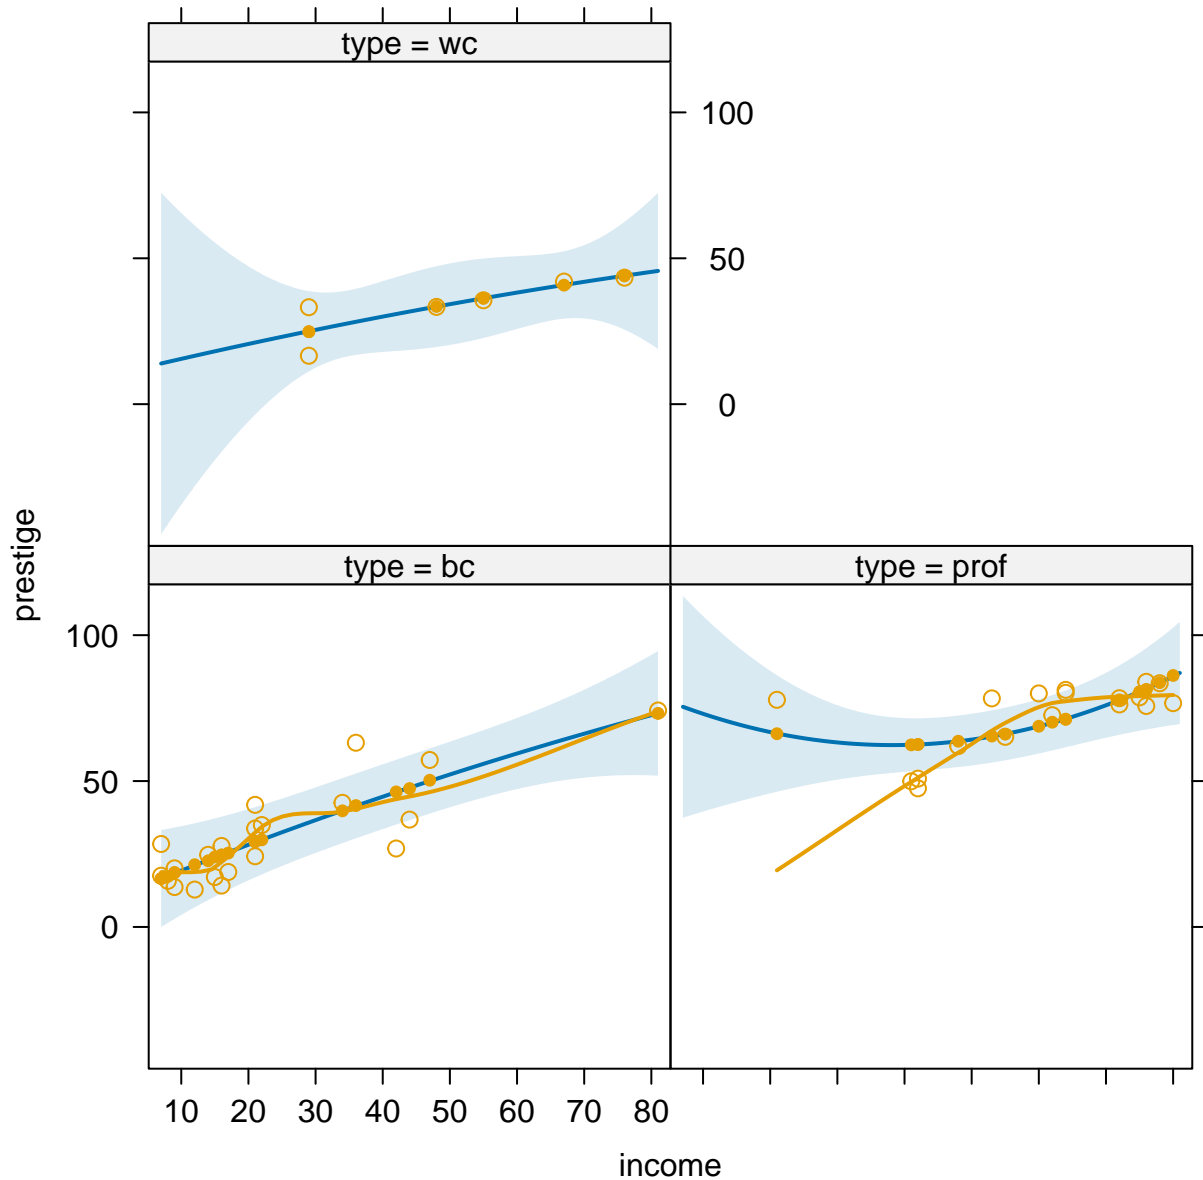 type = wc
100
50
0
prestige
type = bc
type = prof
100
50
0
10 20 30 40 50 60 70 80
income